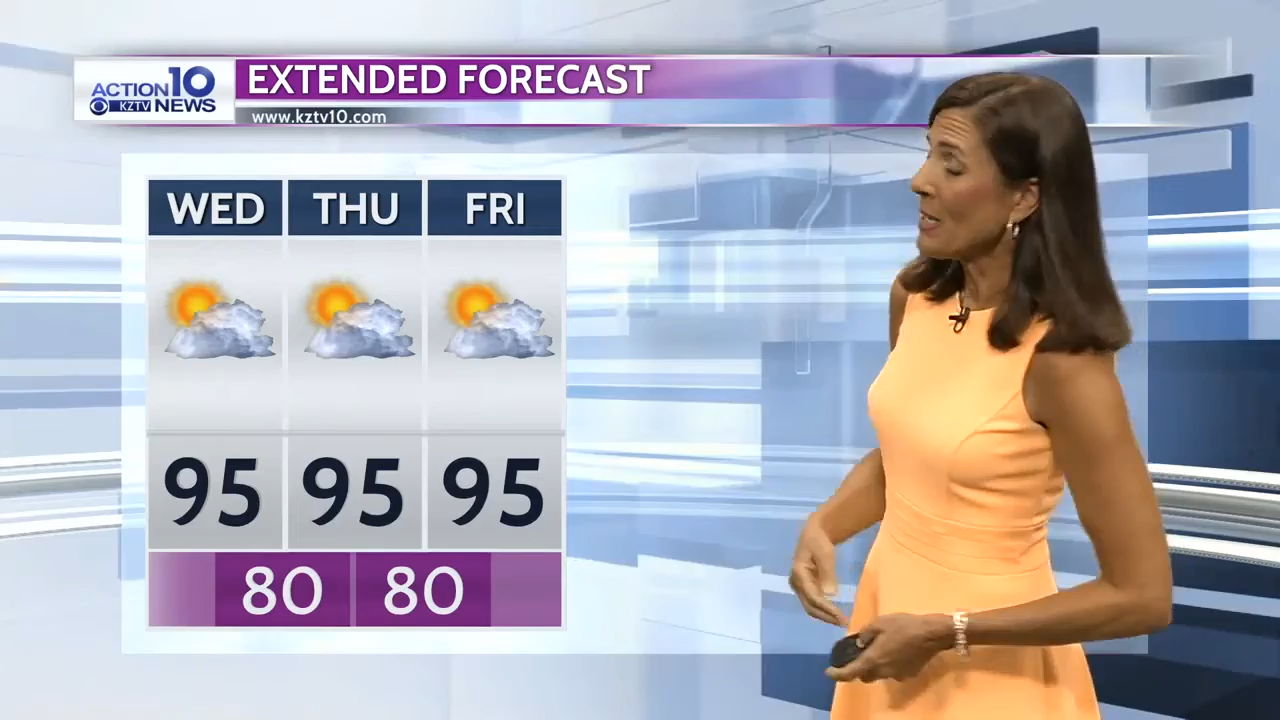 ACTION 10
KZTV NEWS
EXTENDED FORECAST
www.kztv10.com
WED THU FRI
95 95 95
80 80